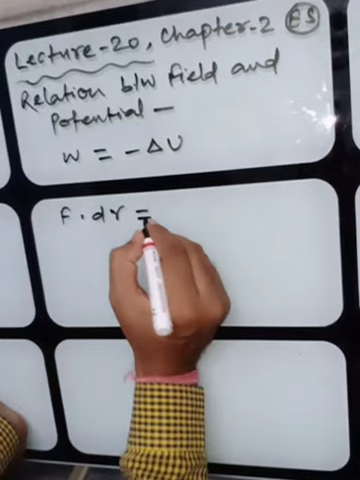 Lecture-20, Chapter-2 ES
Relation b/w Field and
Potential -
W = - ΔU
F. dr =